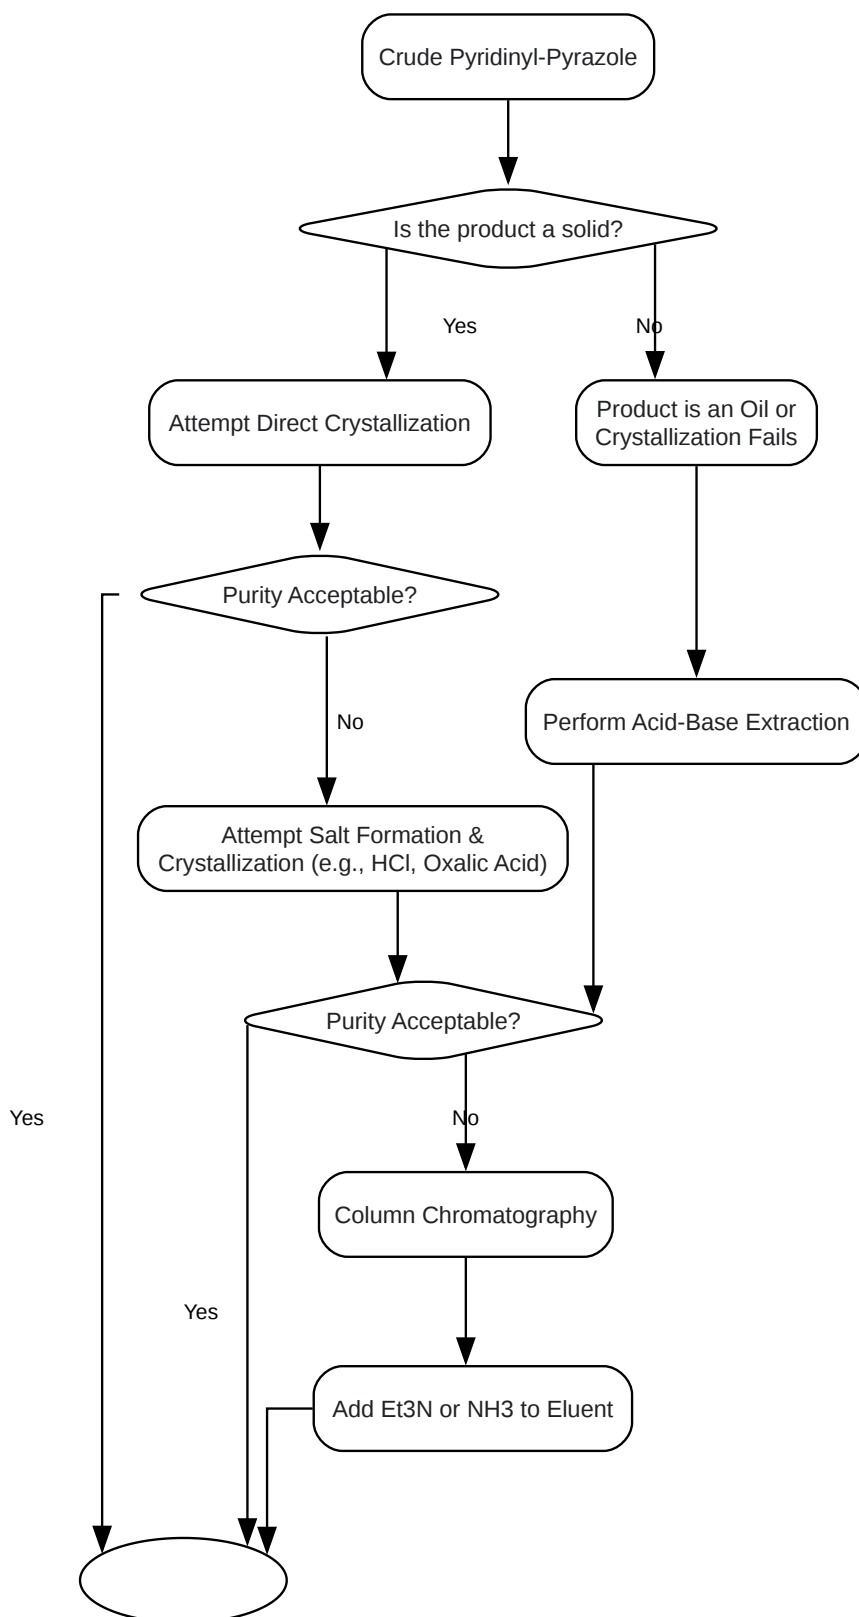 Crude Pyridinyl-Pyrazole
Is the product a solid?
Yes
No
Attempt Direct Crystallization
Product is an Oil or
Crystallization Fails
Purity Acceptable?
No
Perform Acid-Base Extraction
Attempt Salt Formation &
Crystallization (e.g., HCl, Oxalic Acid)
Purity Acceptable?
Yes
No
Column Chromatography
Yes
Add Et3N or NH3 to Eluent